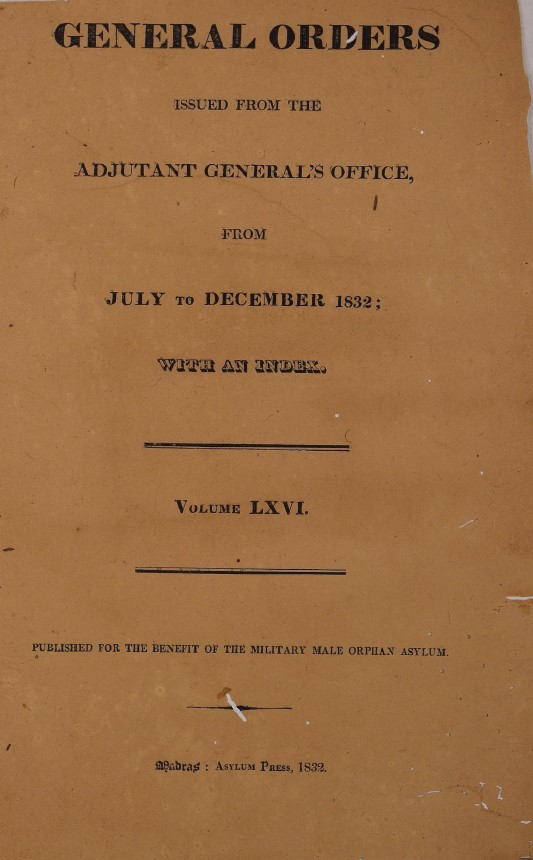 GENERAL ORDERS
ISSUED FROM THE
ADJUTANT GENERAL'S OFFICE,
FROM
JULY TO DECEMBER 1832;
WITH AN INDEX.
VOLUME LXVI.
PUBLISHED FOR THE BENEFIT OF THE MILITARY MALE ORPHAN ASYLUM.
Madras: ASYLUM PRESS, 1832.